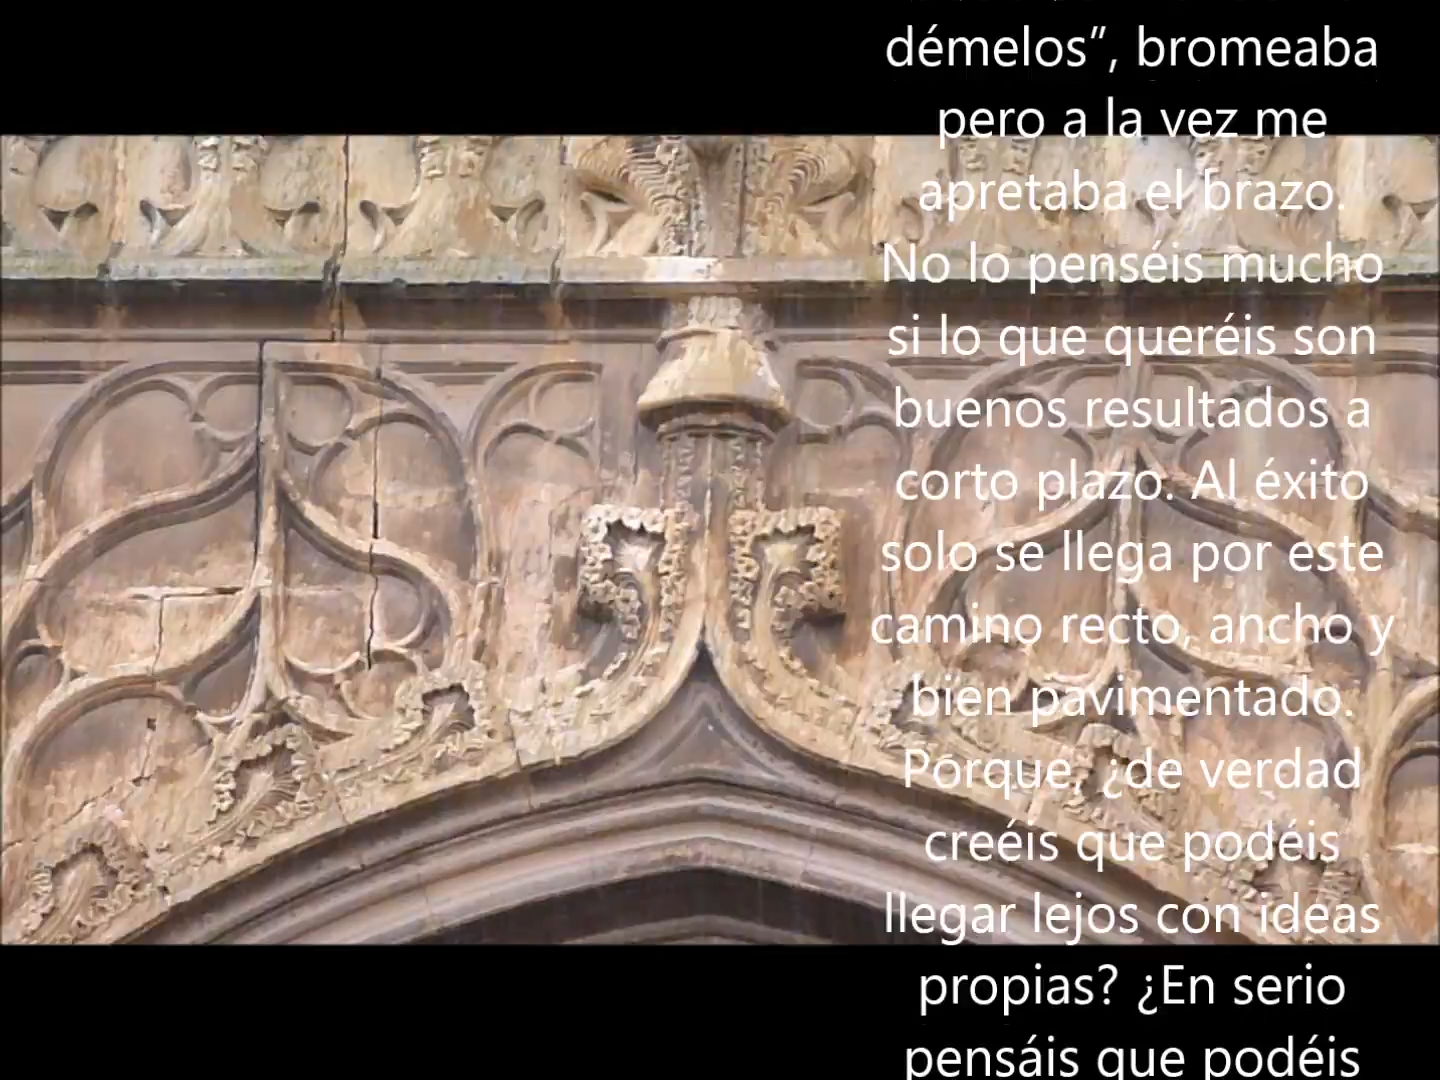 démelos”, bromeaba
pero a la vez me
apretaba el brazo.
No lo penséis mucho
si lo que queréis son
buenos resultados a
corto plazo. Al éxito
solo se llega por este
camino recto, ancho y
bien pavimentado.
Porque, ¿de verdad
creéis que podéis
llegar lejos con ideas
propias? ¿En serio
pensáis que podéis